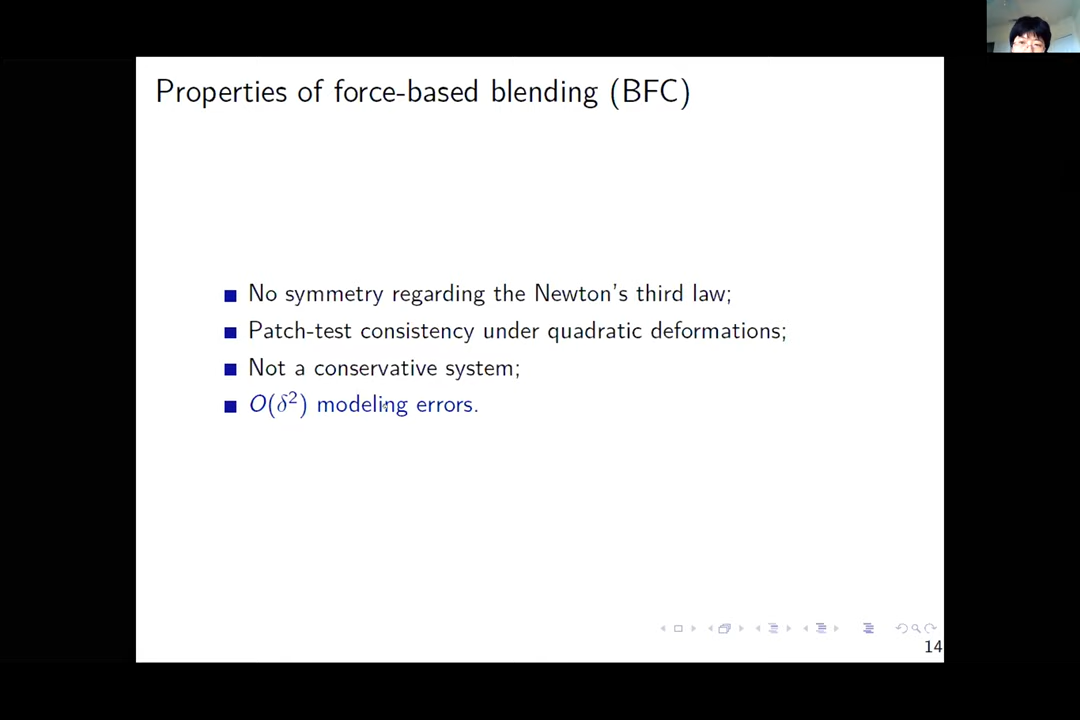 Properties of force-based blending (BFC)
No symmetry regarding the Newton's third law;
Patch-test consistency under quadratic deformations;
Not a conservative system;
O(δ²) modeling errors.
14